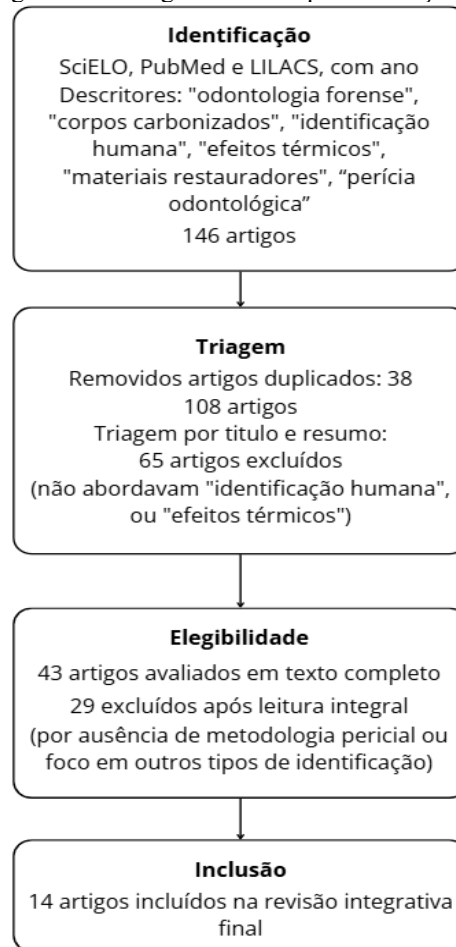 Identificação
SciELO, PubMed e LILACS, com ano
Descritores: "odontologia forense",
"corpos carbonizados", "identificação
humana", "efeitos térmicos",
"materiais restauradores", “perícia
odontológica”
146 artigos
Triagem
Removidos artigos duplicados: 38
108 artigos
Triagem por titulo e resumo:
65 artigos excluídos
(não abordavam "identificação humana",
ou "efeitos térmicos")
Elegibilidade
43 artigos avaliados em texto completo
29 excluídos após leitura integral
(por ausência de metodologia pericial ou
foco em outros tipos de identificação)
Inclusão
14 artigos incluídos na revisão integrativa
final